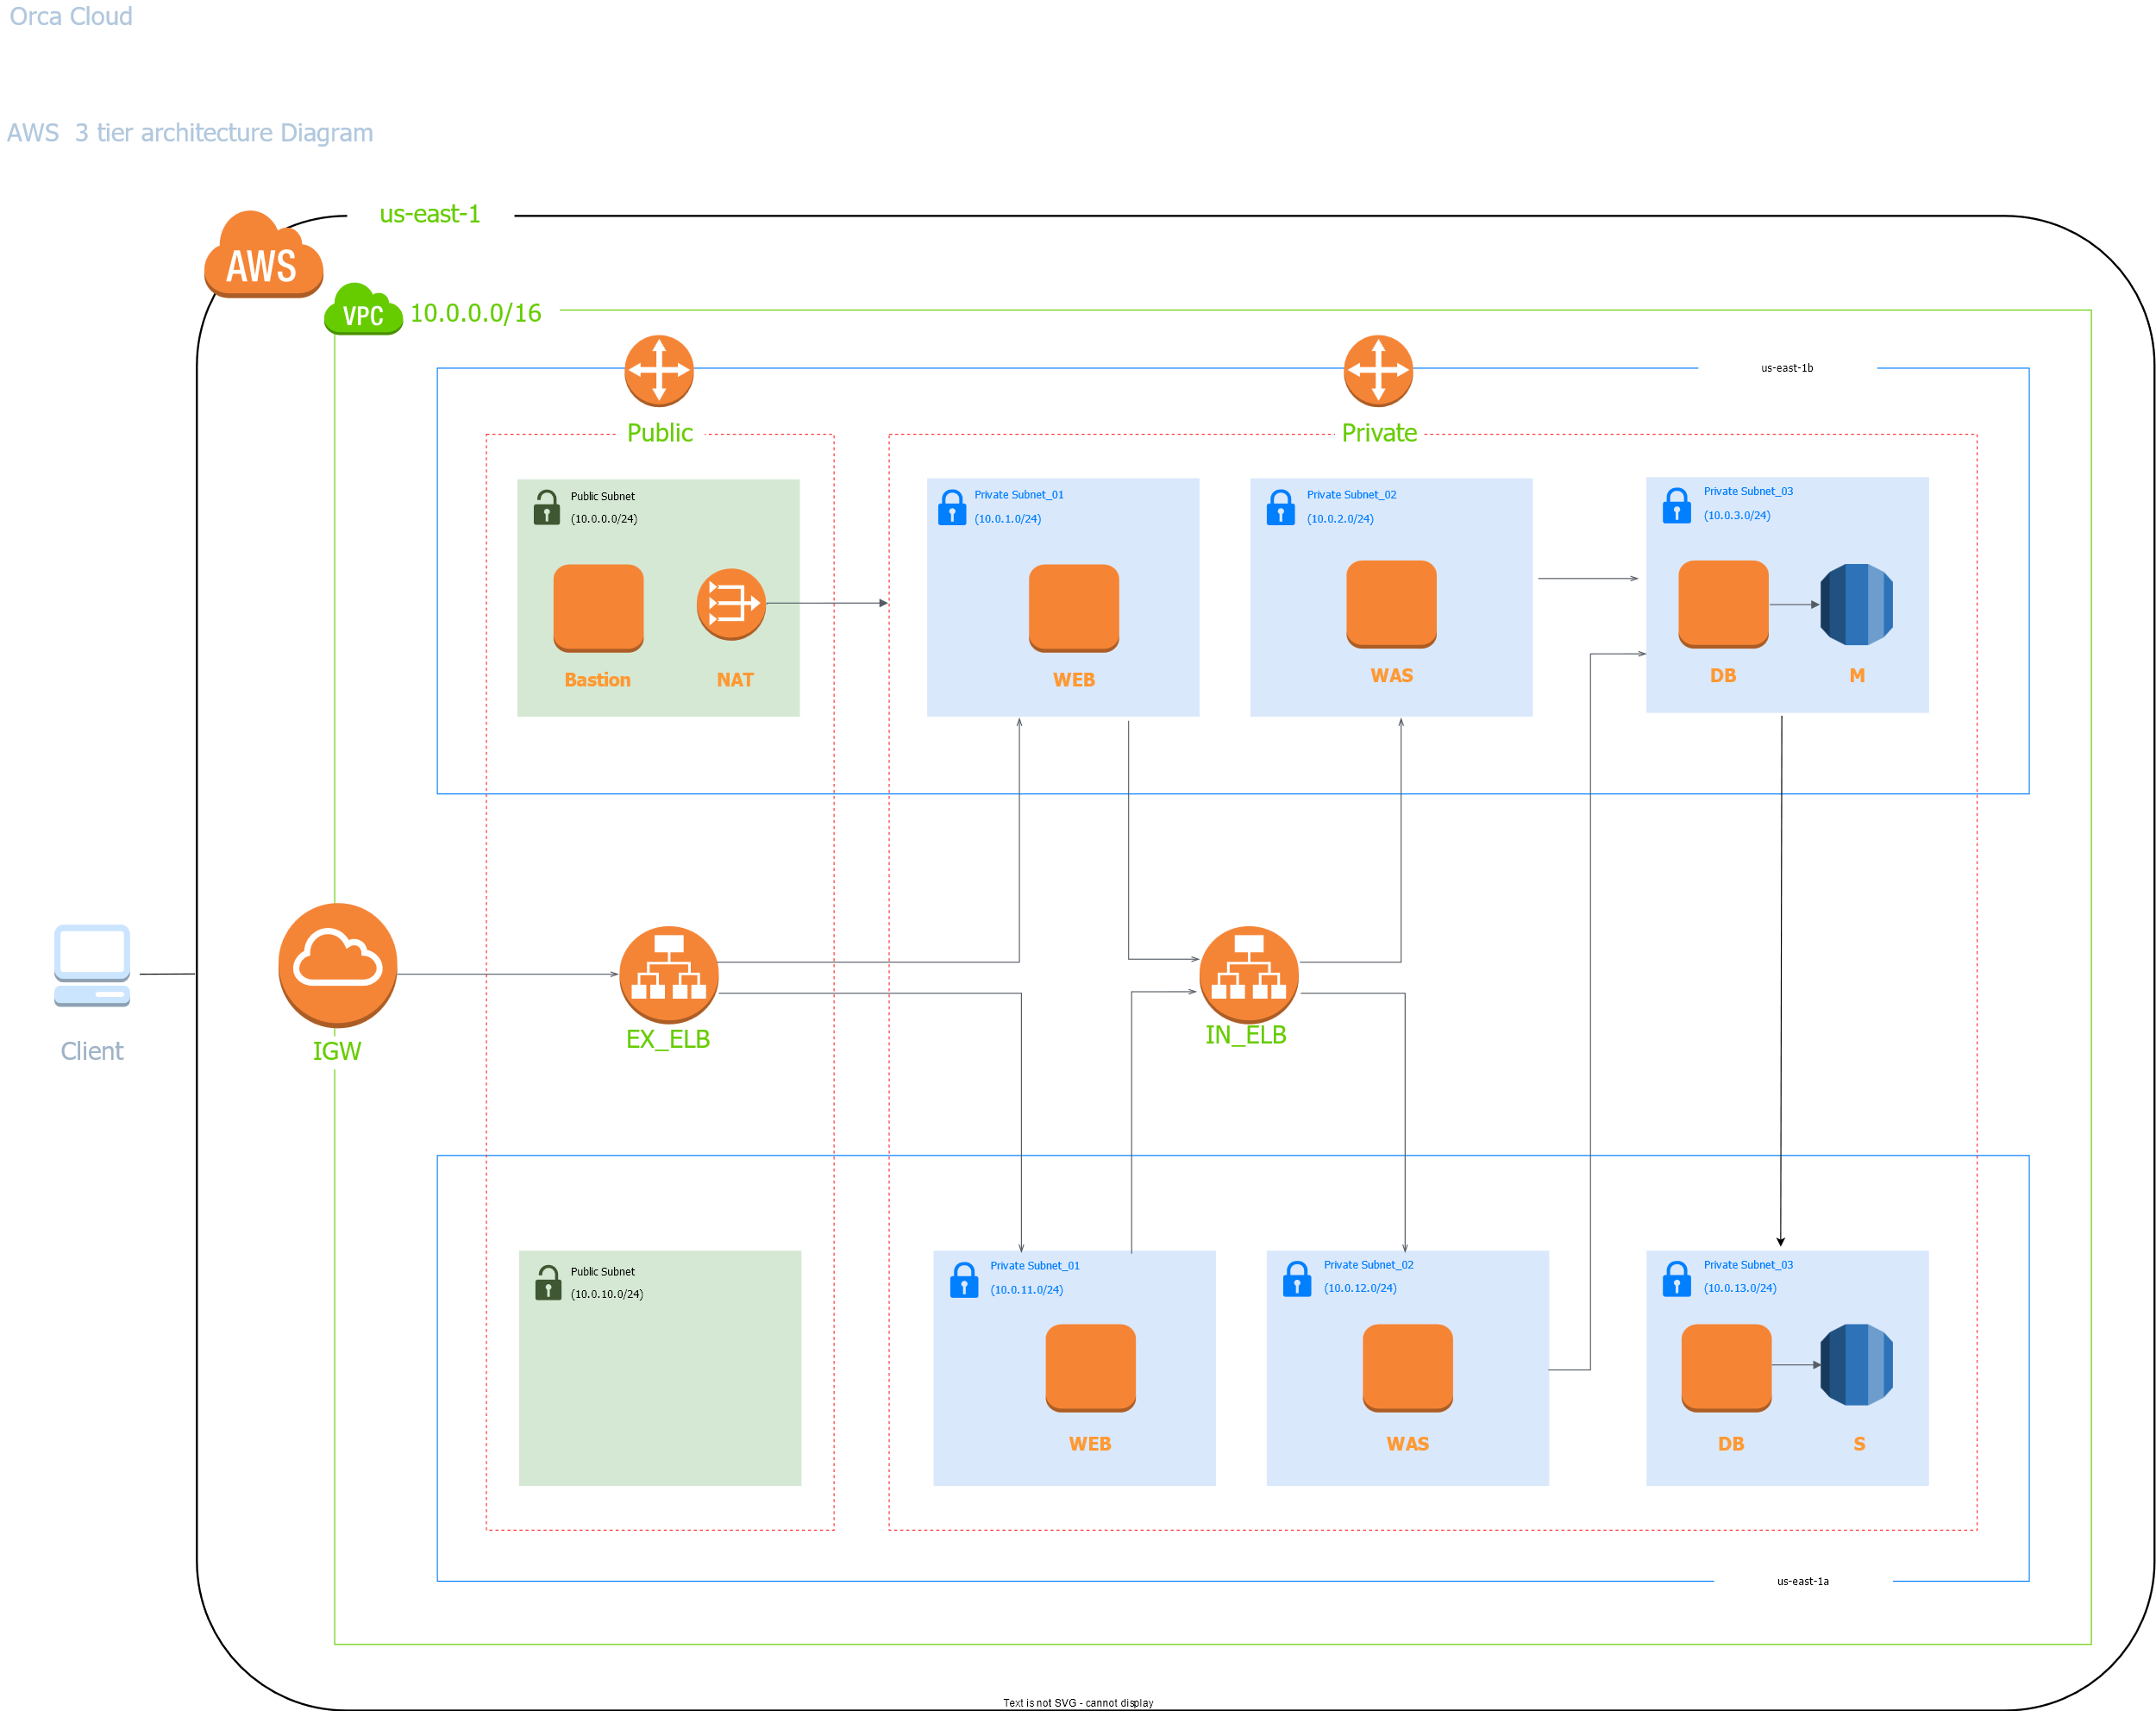 Orca Cloud
AWS  3 tier architecture Diagram
us-east-1
AWS
VPC
10.0.0.0/16
us-east-1b
Public
Private
Public Subnet
(10.0.0.0/24)
Bastion
NAT
Private Subnet_01
(10.0.1.0/24)
WEB
Private Subnet_02
(10.0.2.0/24)
WAS
Private Subnet_03
(10.0.3.0/24)
DB
M
Client
IGW
EX_ELB
IN_ELB
Public Subnet
(10.0.10.0/24)
Private Subnet_01
(10.0.11.0/24)
WEB
Private Subnet_02
(10.0.12.0/24)
WAS
Private Subnet_03
(10.0.13.0/24)
DB
S
us-east-1a
Text is not SVG - cannot display